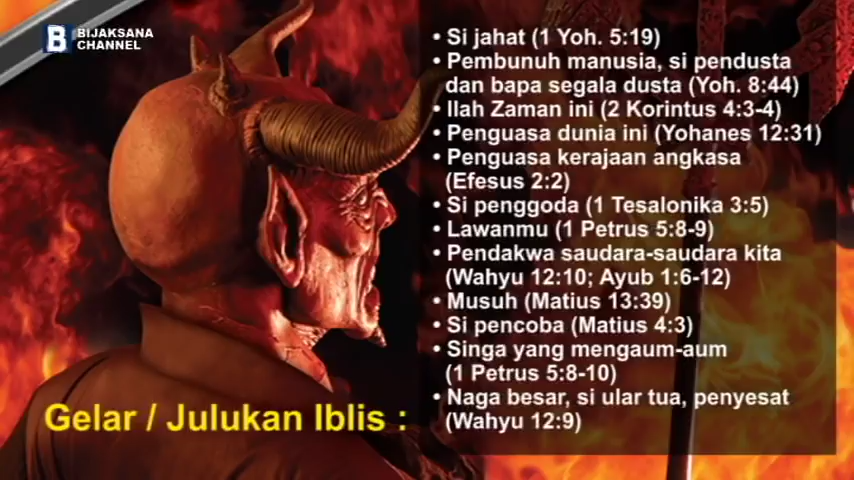 BIJAKSANA
CHANNEL
• Si jahat (1 Yoh. 5:19)
• Pembunuh manusia, si pendusta
dan bapa segala dusta (Yoh. 8:44)
• Ilah Zaman ini (2 Korintus 4:3-4)
• Penguasa dunia ini (Yohanes 12:31)
• Penguasa kerajaan angkasa
(Efesus 2:2)
• Si penggoda (1 Tesalonika 3:5)
• Lawanmu (1 Petrus 5:8-9)
• Pendakwa saudara-saudara kita
(Wahyu 12:10; Ayub 1:6-12)
• Musuh (Matius 13:39)
• Si pencoba (Matius 4:3)
• Singa yang mengaum-aum
(1 Petrus 5:8-10)
• Naga besar, si ular tua, penyesat
(Wahyu 12:9)
Gelar / Julukan Iblis :